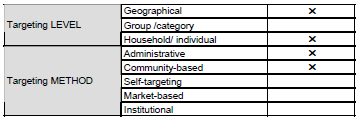 Targeting LEVEL
Geographical ×
Group /category
Household/ individual ×
Targeting METHOD
Administrative ×
Community-based ×
Self-targeting
Market-based
Institutional